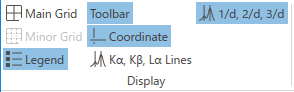 Main Grid Toolbar 1/d, 2/d, 3/d
Minor Grid Coordinate
Legend Kα, Kβ, Lα Lines
Display